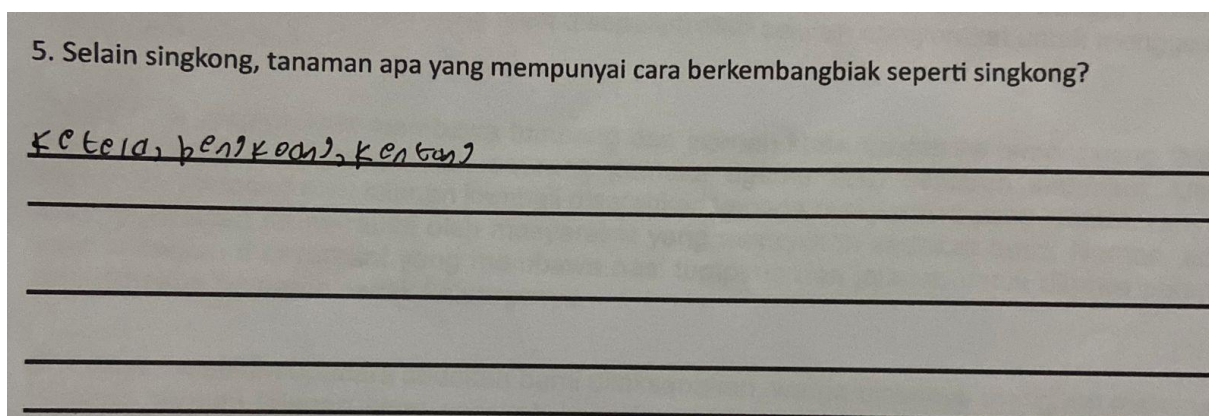 5. Selain singkong, tanaman apa yang mempunyai cara berkembangbiak seperti singkong?
Ketela, bengkoang, kentang